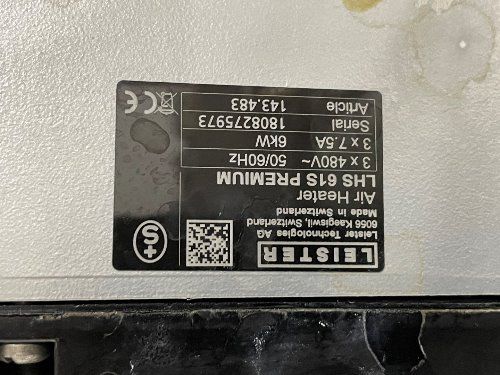 LEISTER
Leister Technologies AG
6056 Kaegiswil, Switzerland
Made in Switzerland
Air Heater
LHS 61S PREMIUM
3 x 480V~ 50/60Hz
3 x 7.5A 6kW
Serial 1808275973
Article 143.483
CE
S+